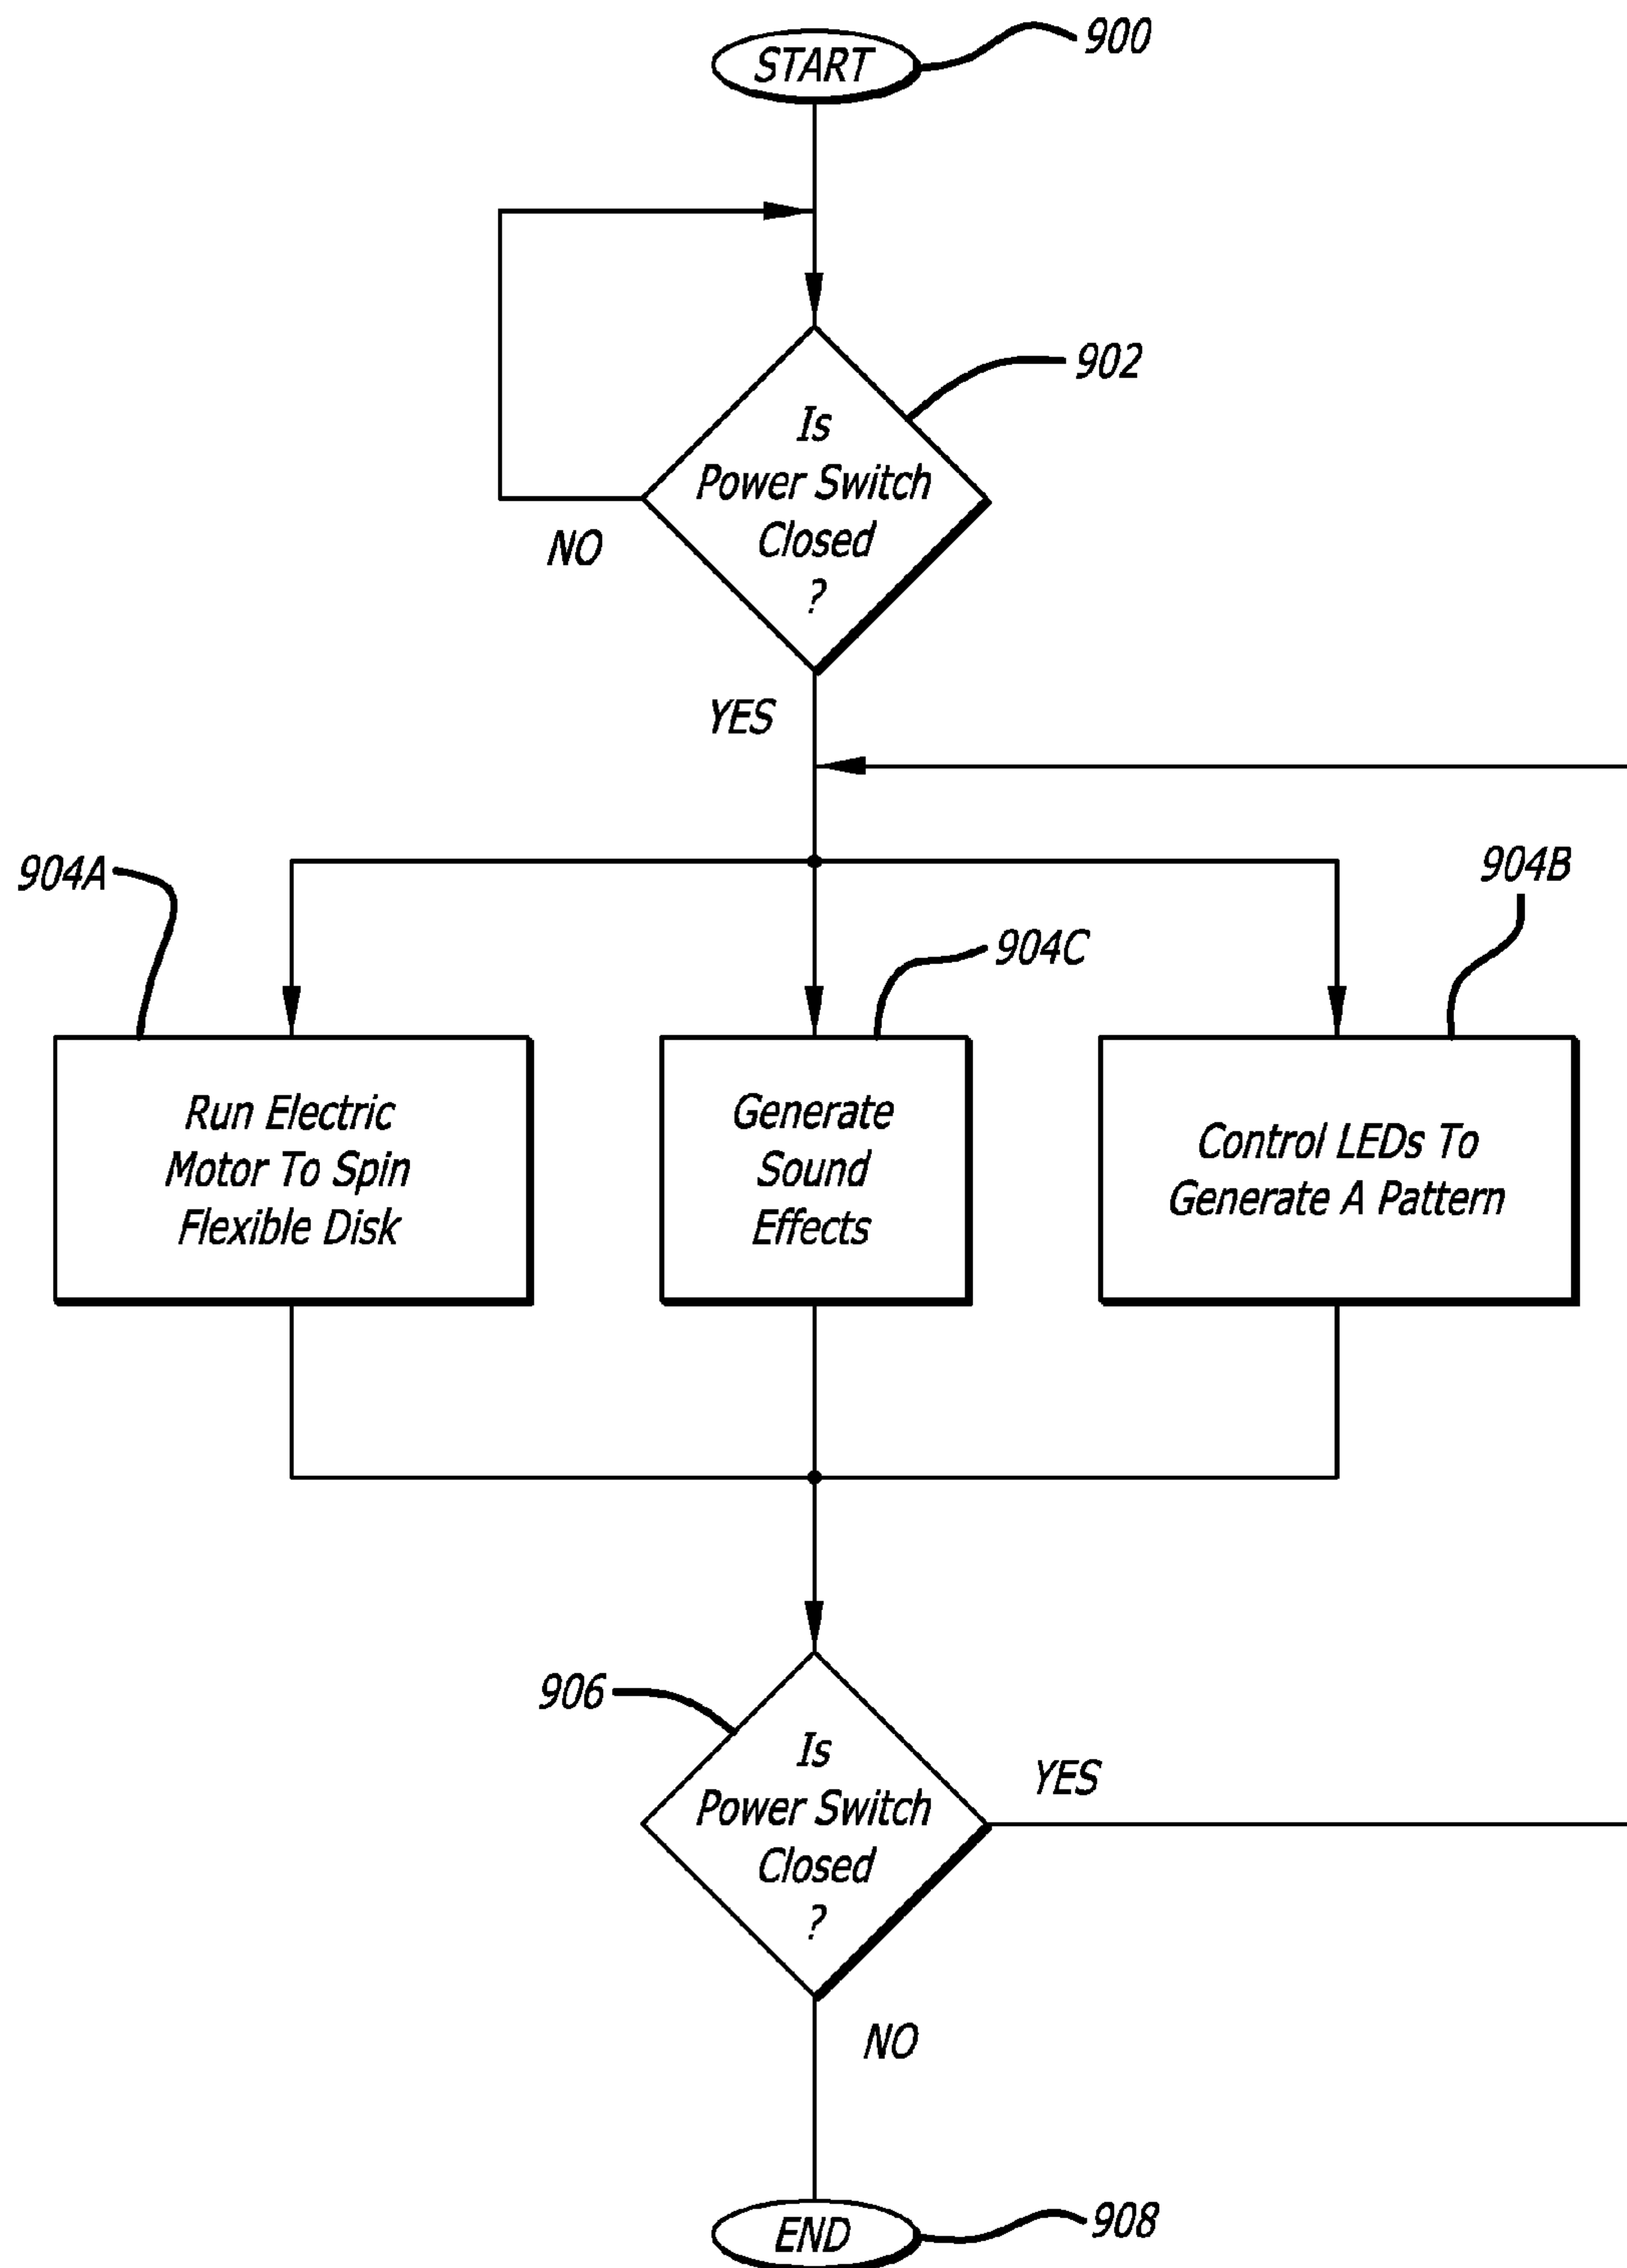 START
900
902
Is
Power Switch
Closed
?
NO
YES
904A
904B
904C
Run Electric
Motor To Spin
Flexible Disk
Generate
Sound
Effects
Control LEDs To
Generate A Pattern
906
Is
Power Switch
Closed
?
YES
NO
END
908